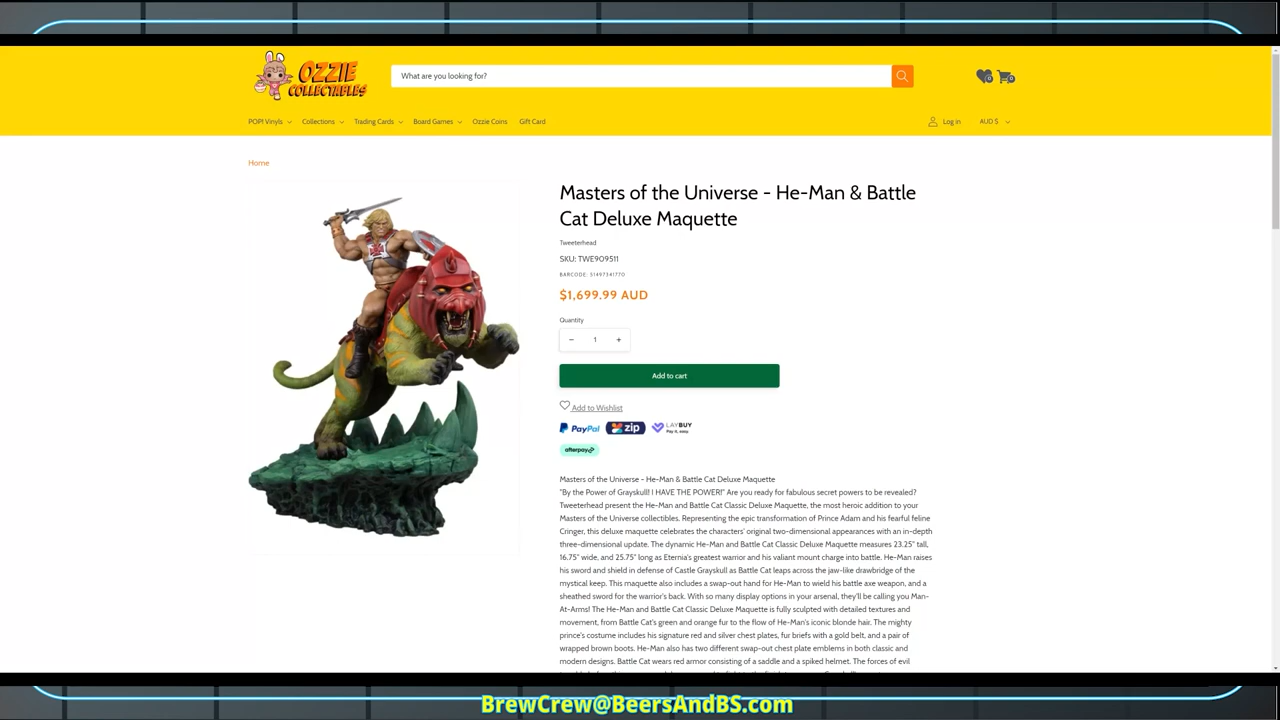 OZZIE
COLLECTABLES
What are you looking for?
0
0
POP! Vinyls
Collections
Trading Cards
Board Games
Ozzie Coins
Gift Card
Log in
AUD $
Home
Masters of the Universe - He-Man & Battle
Cat Deluxe Maquette
Tweeterhead
SKU: TWE909511
BARCODE: 51497341770
$1,699.99 AUD
Quantity
− 1 +
Add to cart
Add to Wishlist
PayPal
zip
LAYBUY
Pay it, easy
afterpay
Masters of the Universe - He-Man & Battle Cat Deluxe Maquette
"By the Power of Grayskull! I HAVE THE POWER!" Are you ready for fabulous secret powers to be revealed?
Tweeterhead present the He-Man and Battle Cat Classic Deluxe Maquette, the most heroic addition to your
Masters of the Universe collectibles. Representing the epic transformation of Prince Adam and his fearful feline
Cringer, this deluxe maquette celebrates the characters' original two-dimensional appearances with an in-depth
three-dimensional update. The dynamic He-Man and Battle Cat Classic Deluxe Maquette measures 23.25" tall,
16.75" wide, and 25.75" long as Eternia's greatest warrior and his valiant mount charge into battle. He-Man raises
his sword and shield in defense of Castle Grayskull as Battle Cat leaps across the jaw-like drawbridge of the
mystical keep. This maquette also includes a swap-out hand for He-Man to wield his battle axe weapon, and a
sheathed sword for the warrior's back. With so many display options in your arsenal, they'll be calling you Man-
At-Arms! The He-Man and Battle Cat Classic Deluxe Maquette is fully sculpted with detailed textures and
movement, from Battle Cat's green and orange fur to the flow of He-Man's iconic blonde hair. The mighty
prince's costume includes his signature red and silver chest plates, fur briefs with a gold belt, and a pair of
wrapped brown boots. He-Man also has two different swap-out chest plate emblems in both classic and
modern designs. Battle Cat wears red armor consisting of a saddle and a spiked helmet. The forces of evil
BrewCrew@BeersAndBS.com